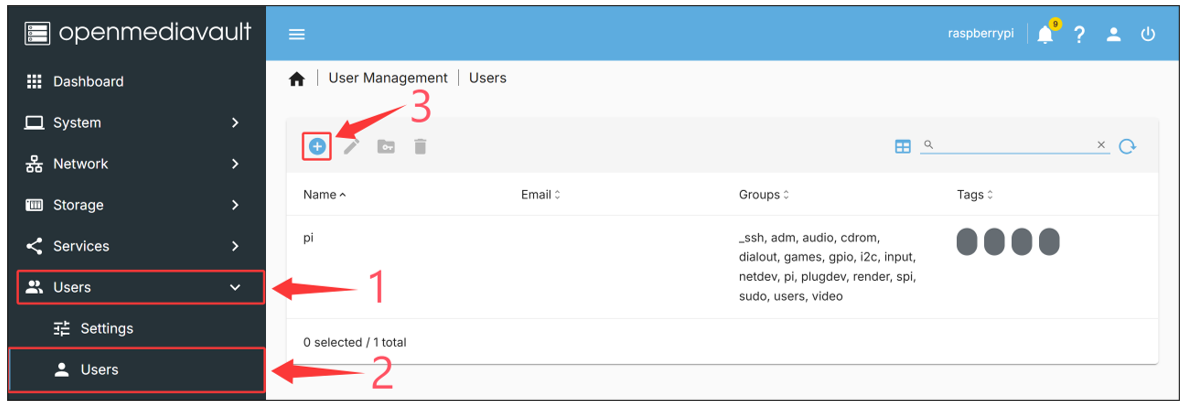 openmediavault
raspberrypi
9
?
Dashboard
System
Network
Storage
Services
Users
Settings
Users
1
2
User Management
Users
3
Name
Email
Groups
Tags
pi
_ssh, adm, audio, cdrom,
dialout, games, gpio, i2c, input,
netdev, pi, plugdev, render, spi,
sudo, users, video
0 selected / 1 total